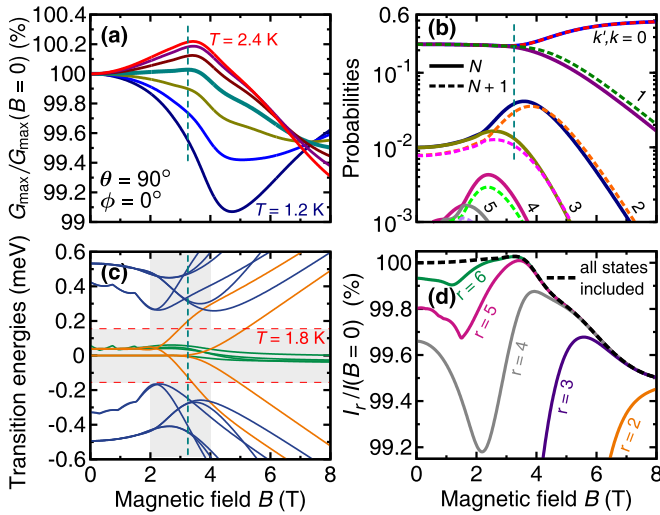 (a)
T = 2.4 K
100.4
100.2
100
99.8
99.6
99.4
99.2
99
G_max/G_max(B = 0) (%)
θ = 90°
ϕ = 0°
T = 1.2 K
(b)
0.6
10⁻¹
10⁻²
10⁻³
Probabilities
k′,k = 0
N
N + 1
1
2
3
4
5
(c)
0.6
0.4
0.2
0
-0.2
-0.4
-0.6
Transition energies (meV)
T = 1.8 K
0 2 4 6 8
Magnetic field B (T)
(d)
100
99.8
99.6
99.4
99.2
I_r/I(B = 0) (%)
all states
included
r = 6
r = 5
r = 4
r = 3
r = 2
0 2 4 6 8
Magnetic field B (T)